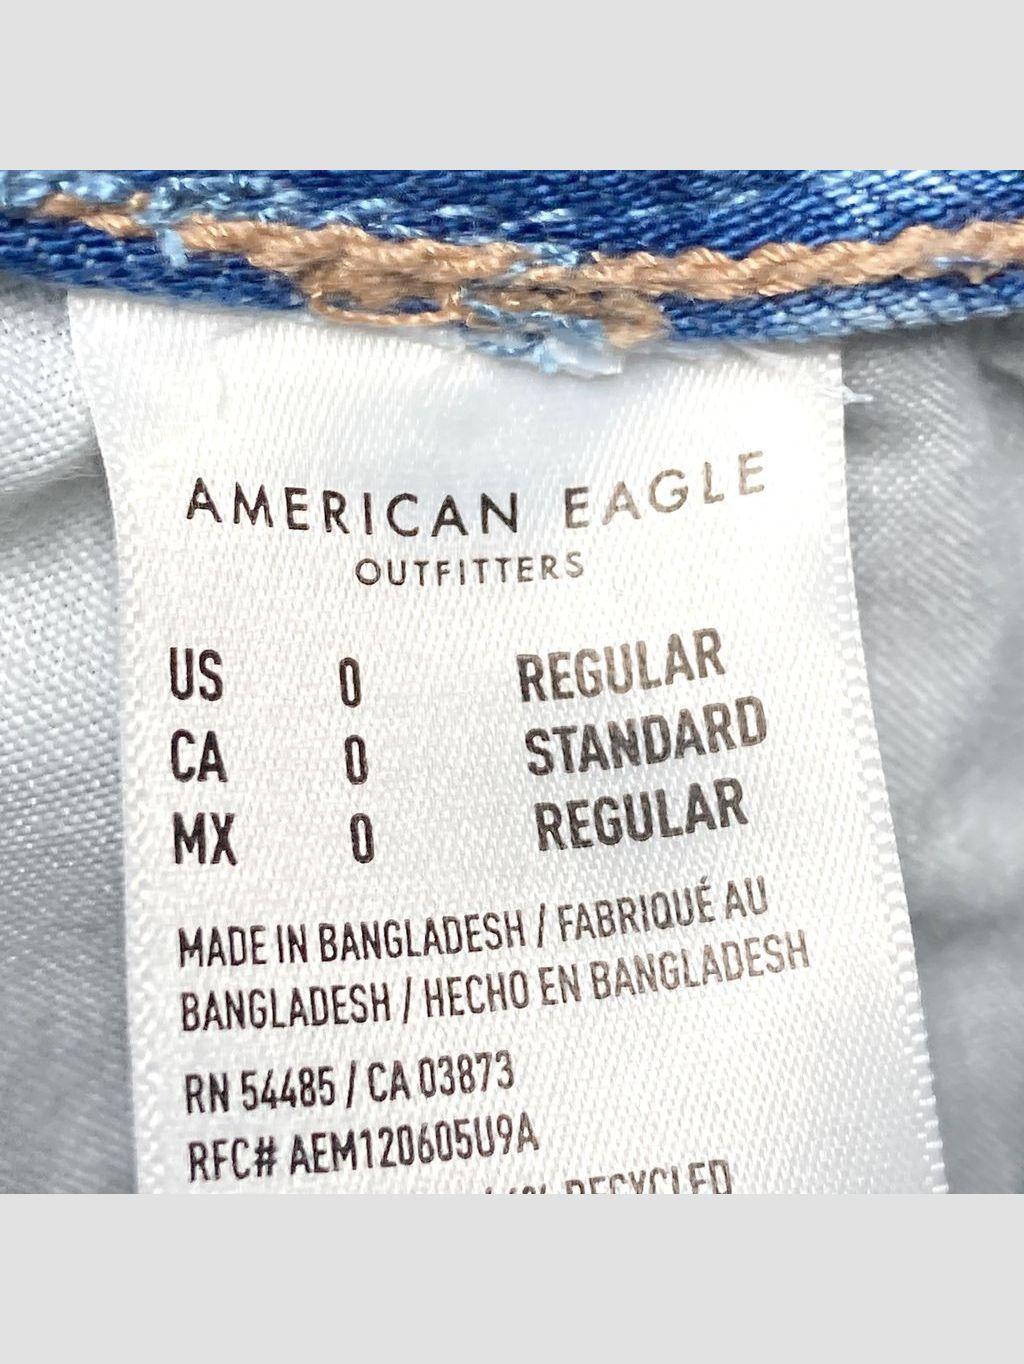 AMERICAN EAGLE
OUTFITTERS
US 0 REGULAR
CA 0 STANDARD
MX 0 REGULAR
MADE IN BANGLADESH / FABRIQUÉ AU
BANGLADESH / HECHO EN BANGLADESH
RN 54485 / CA 03873
RFC# AEM120605U9A
RECYCLED